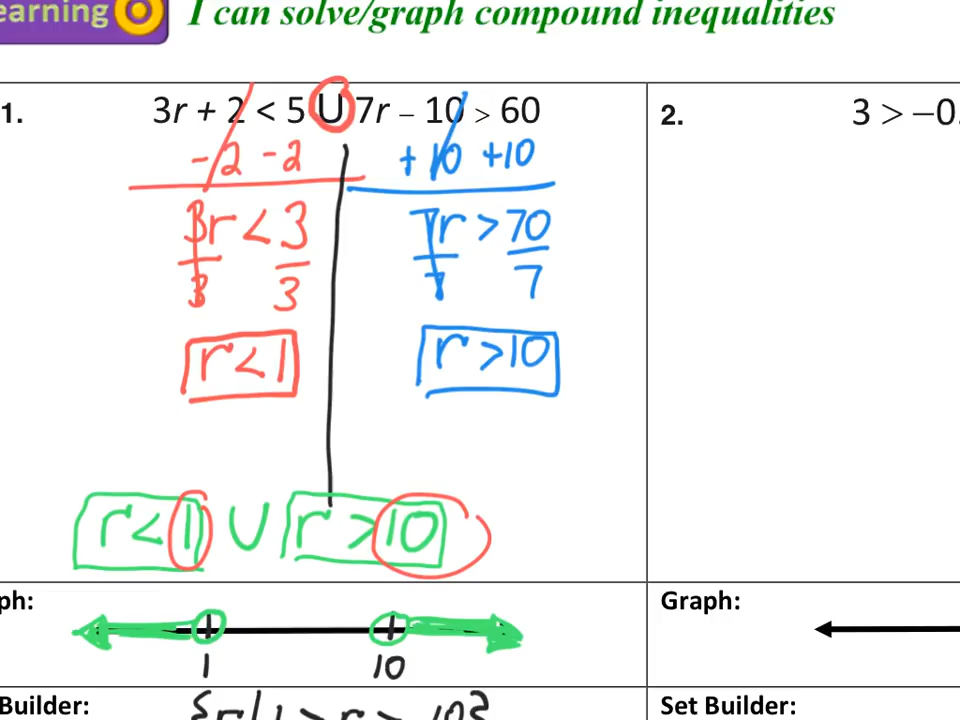 earning
I can solve/graph compound inequalities
1. 3r + 2 < 5 U 7r – 10 > 60
-2 -2 +10 +10
3r < 3 7r > 70
3 3 7 7
r < 1 r > 10
r < 1 U r > 10
ph:
1 10
Builder:
2. 3 > –0.
Graph:
Set Builder: